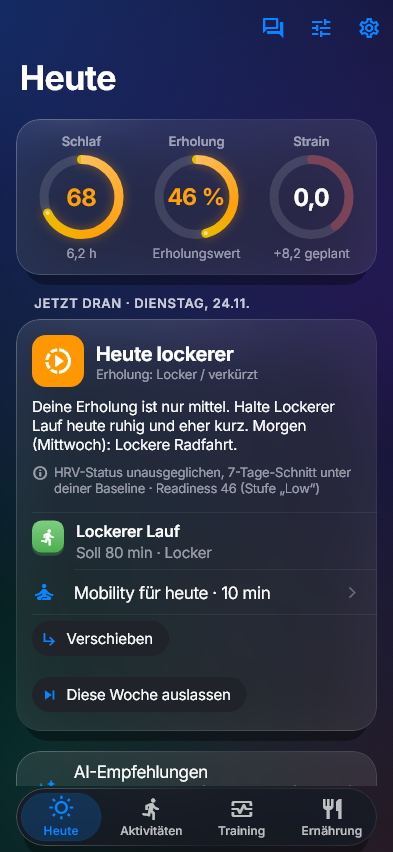 Heute
Schlaf
68
6,2 h
Erholung
46 %
Erholungswert
Strain
0,0
+8,2 geplant
JETZT DRAN · DIENSTAG, 24.11.
Heute lockerer
Erholung: Locker / verkürzt
Deine Erholung ist nur mittel. Halte Lockerer
Lauf heute ruhig und eher kurz. Morgen
(Mittwoch): Lockere Radfahrt.
HRV-Status unausgeglichen, 7-Tage-Schnitt unter
deiner Baseline · Readiness 46 (Stufe „Low“)
Lockerer Lauf
Soll 80 min · Locker
Mobility für heute · 10 min
Verschieben
Diese Woche auslassen
AI-Empfehlungen
Heute
Aktivitäten
Training
Ernährung